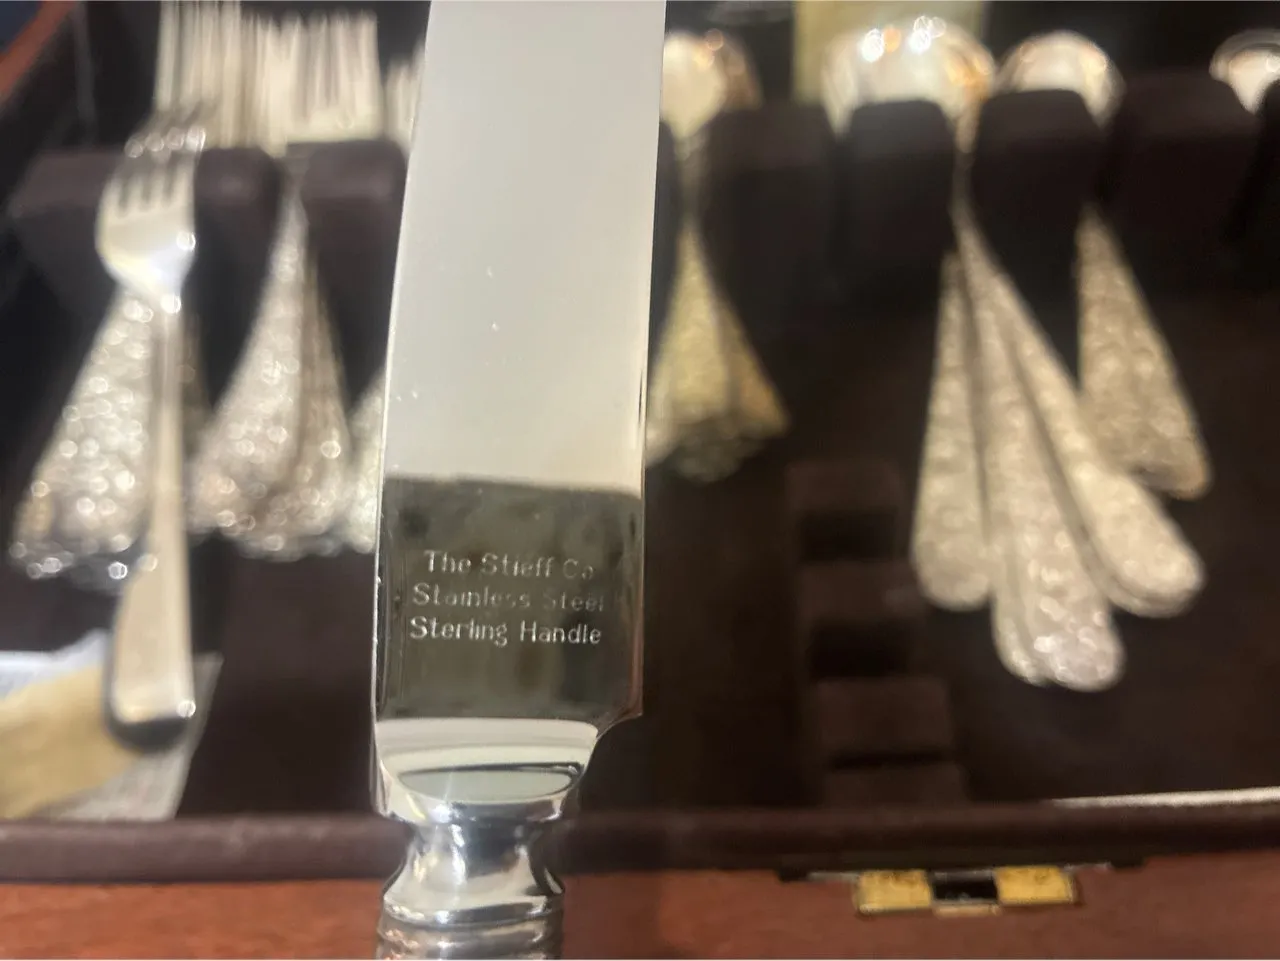 The Stieff Co
Stainless Steel
Sterling Handle